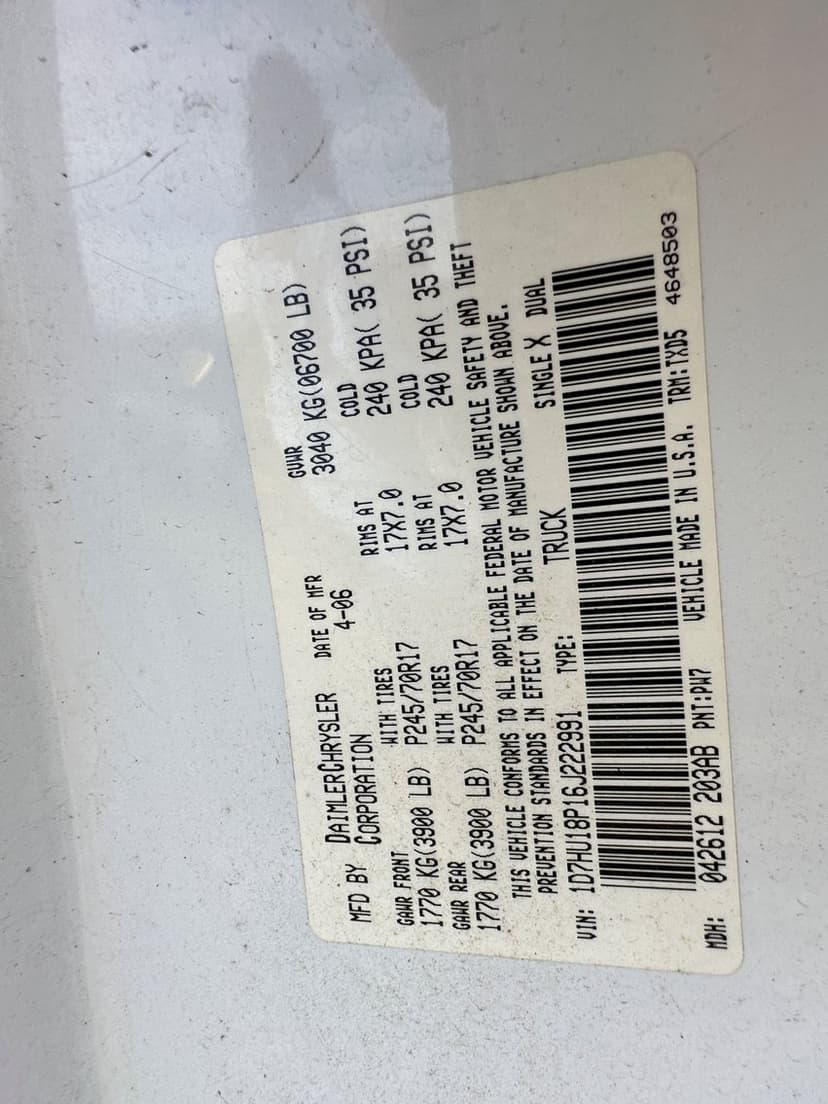 MFD BY DAIMLERCHRYSLER CORPORATION DATE OF MFR 4-06 GVWR 3040 KG(06700 LB)
GAWR FRONT WITH TIRES RIMS AT COLD
1770 KG(3900 LB) P245/70R17 17X7.0 240 KPA( 35 PSI)
GAWR REAR WITH TIRES RIMS AT COLD
1770 KG(3900 LB) P245/70R17 17X7.0 240 KPA( 35 PSI)
THIS VEHICLE CONFORMS TO ALL APPLICABLE FEDERAL MOTOR VEHICLE SAFETY AND THEFT
PREVENTION STANDARDS IN EFFECT ON THE DATE OF MANUFACTURE SHOWN ABOVE.
VIN: 1D7HU18P16J222991 TYPE: TRUCK SINGLE X DUAL
MDH: 042612 203AB PNT:PW7 VEHICLE MADE IN U.S.A. TRM:TXD5 4648503